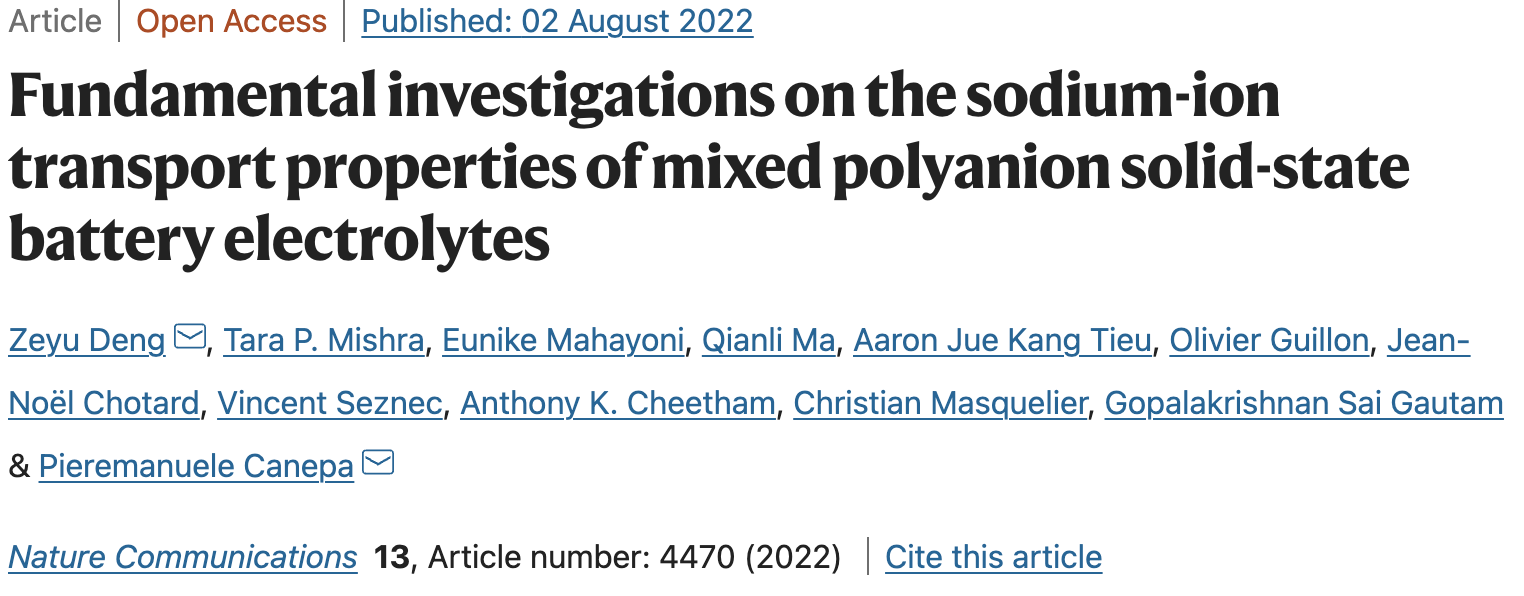 Article | Open Access | Published: 02 August 2022
Fundamental investigations on the sodium-ion
transport properties of mixed polyanion solid-state
battery electrolytes
Zeyu Deng, Tara P. Mishra, Eunike Mahayoni, Qianli Ma, Aaron Jue Kang Tieu, Olivier Guillon, Jean-
Noël Chotard, Vincent Seznec, Anthony K. Cheetham, Christian Masquelier, Gopalakrishnan Sai Gautam
& Pieremanuele Canepa
Nature Communications 13, Article number: 4470 (2022) | Cite this article